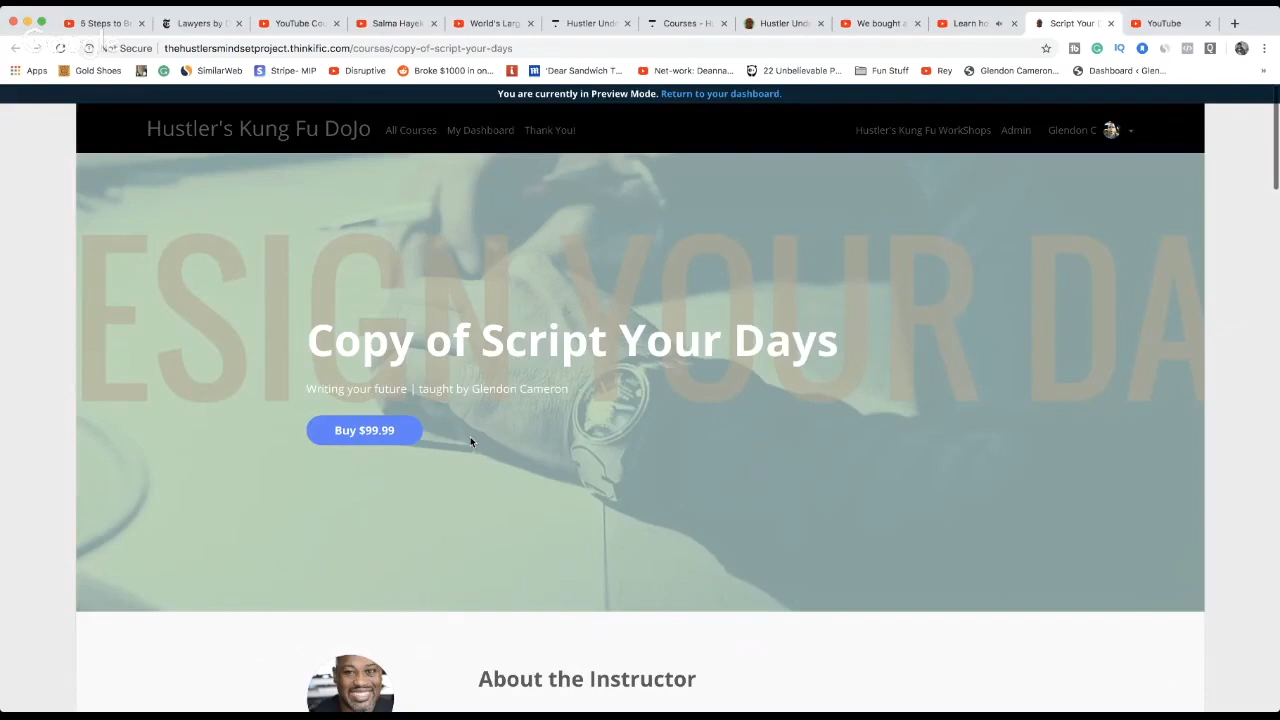 5 Steps to B
Lawyers by D
YouTube Cou
Salma Hayek
World's Larg
Hustler Unde
Courses - H
Hustler Und
We bought a
Learn ho
Script Your D
YouTube
Not Secure
thehustlersmindsetproject.thinkific.com/courses/copy-of-script-your-days
Apps
Gold Shoes
SimilarWeb
Stripe- MIP
Disruptive
Broke $1000 in on...
'Dear Sandwich T...
Net-work: Deanna...
22 Unbelievable P...
Fun Stuff
Rey
Glendon Cameron...
Dashboard ‹ Glen...
»
You are currently in Preview Mode. Return to your dashboard.
Hustler's Kung Fu DoJo
All Courses
My Dashboard
Thank You!
Hustler's Kung Fu WorkShops
Admin
Glendon C
ESIGN YOUR DA
Copy of Script Your Days
Writing your future | taught by Glendon Cameron
Buy $99.99
About the Instructor